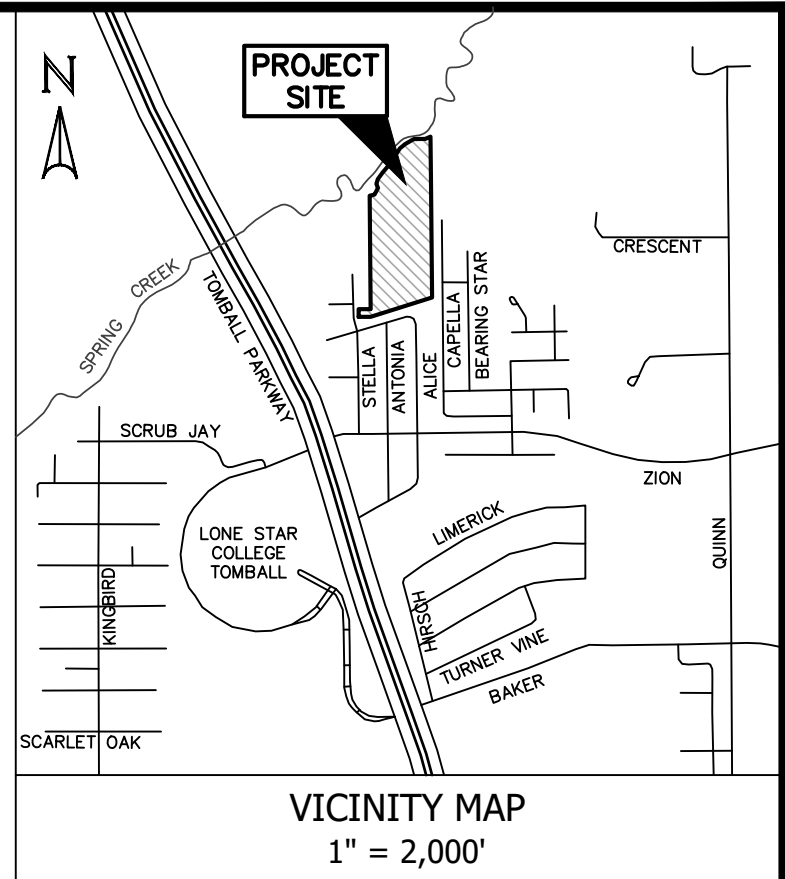 N
PROJECT
SITE
SPRING CREEK
TOMBALL PARKWAY
CRESCENT
STELLA
ANTONIA
ALICE
CAPELLA
BEARING STAR
SCRUB JAY
ZION
LONE STAR
COLLEGE
TOMBALL
LIMERICK
QUINN
KINGBIRD
HIRSCH
TURNER VINE
BAKER
SCARLET OAK
VICINITY MAP
1" = 2,000'